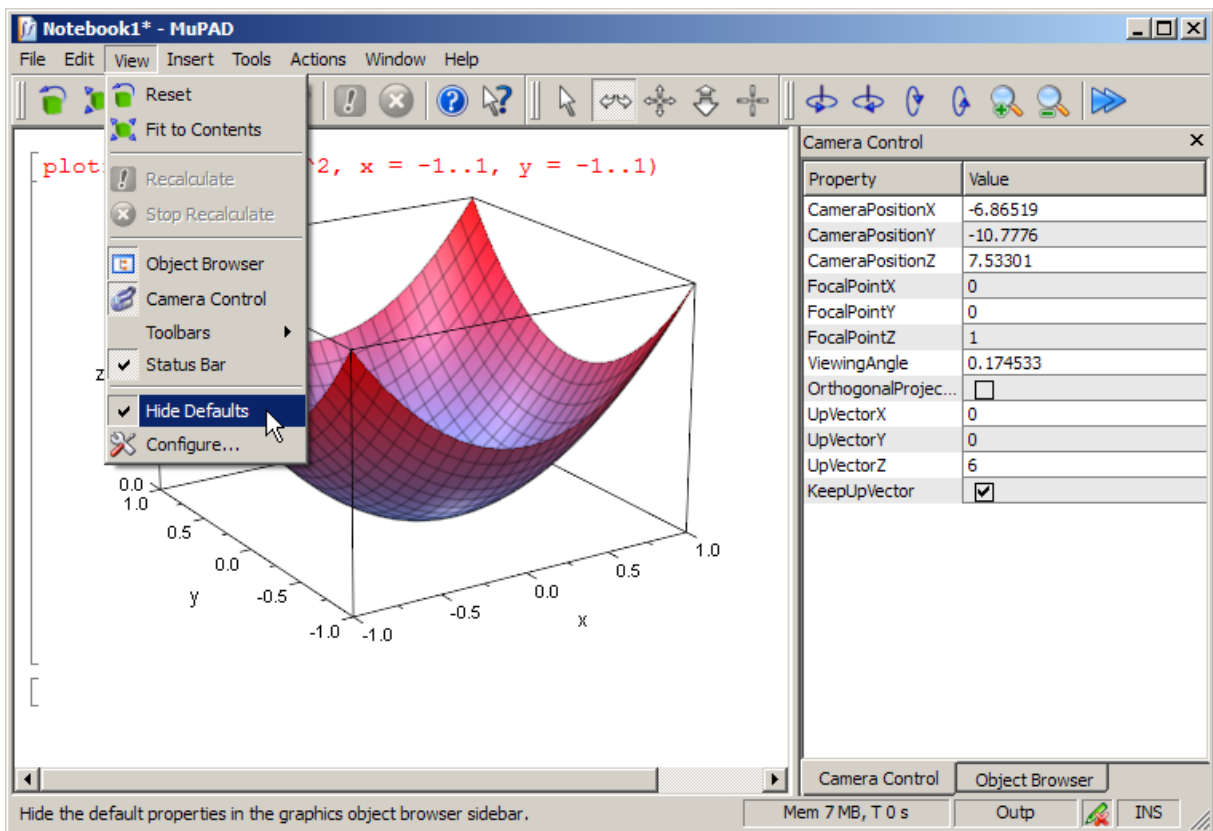 Notebook1* - MuPAD
File Edit View Insert Tools Actions Window Help
Reset
Fit to Contents
Recalculate
Stop Recalculate
Object Browser
Camera Control
Toolbars
Status Bar
Hide Defaults
Configure...
plot ^2, x = -1..1, y = -1..1)
z
0.0
1.0
0.5
0.0
-0.5
-1.0
y
-1.0
-0.5
0.0
0.5
1.0
x
Camera Control
Property Value
CameraPositionX -6.86519
CameraPositionY -10.7776
CameraPositionZ 7.53301
FocalPointX 0
FocalPointY 0
FocalPointZ 1
ViewingAngle 0.174533
OrthogonalProjec...
UpVectorX 0
UpVectorY 0
UpVectorZ 6
KeepUpVector
Camera Control Object Browser
Hide the default properties in the graphics object browser sidebar. Mem 7 MB, T 0 s Outp INS